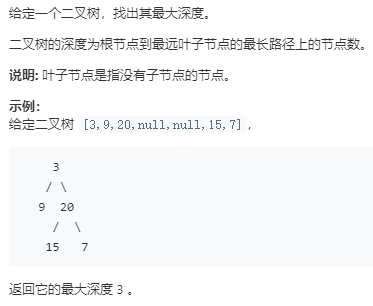 给定一个二叉树，找出其最大深度。
二叉树的深度为根节点到最远叶子节点的最长路径上的节点数。
说明: 叶子节点是指没有子节点的节点。
示例：
给定二叉树 [3,9,20,null,null,15,7]，
3
/ \
9 20
/ \
15 7
返回它的最大深度 3 。